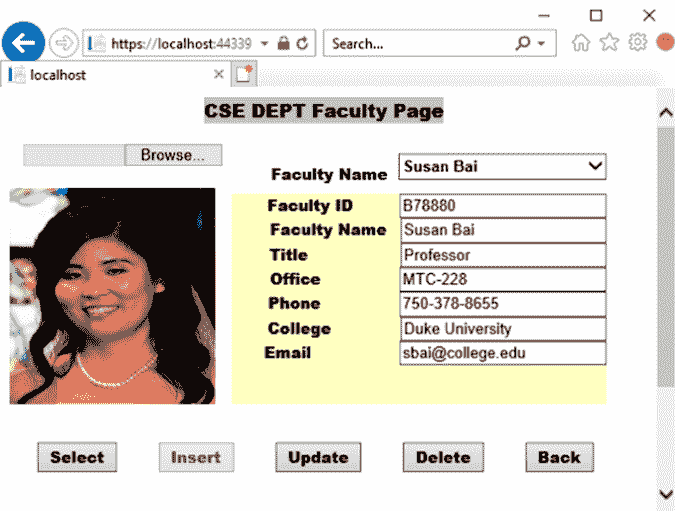 https://localhost:44339
Search...
localhost
CSE DEPT Faculty Page
Browse...
Faculty Name Susan Bai
Faculty ID B78880
Faculty Name Susan Bai
Title Professor
Office MTC-228
Phone 750-378-8655
College Duke University
Email sbai@college.edu
Select Insert Update Delete Back